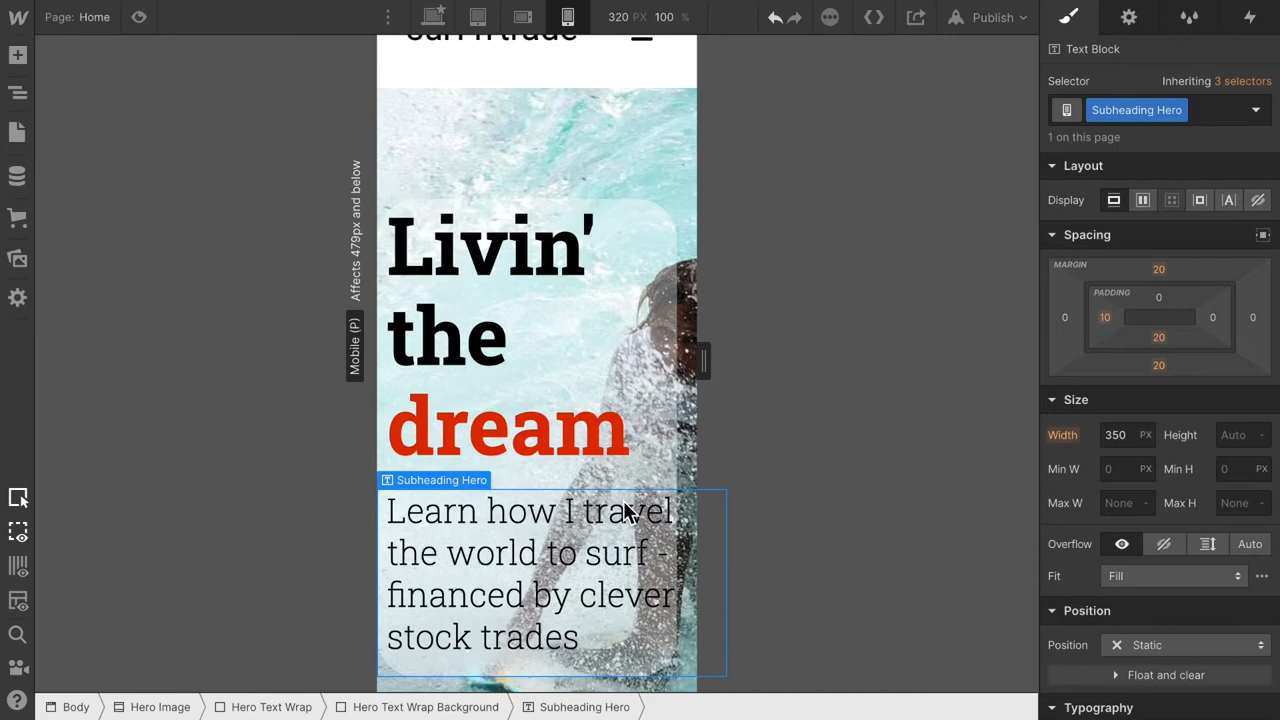 Page: Home
320 PX 100 %
Publish
surf n trade
Affects 479px and below
Mobile (P)
Livin'
the
dream
Subheading Hero
Learn how I travel
the world to surf -
financed by clever
stock trades
Body
Hero Image
Hero Text Wrap
Hero Text Wrap Background
Subheading Hero
Text Block
Selector
Inheriting 3 selectors
Subheading Hero
1 on this page
Layout
Display
Spacing
MARGIN
20
PADDING
0
0
10
0
0
20
20
Size
Width 350 PX Height Auto -
Min W 0 PX Min H 0 PX
Max W None - Max H None -
Overflow Auto
Fit Fill
Position
Position Static
Float and clear
Typography